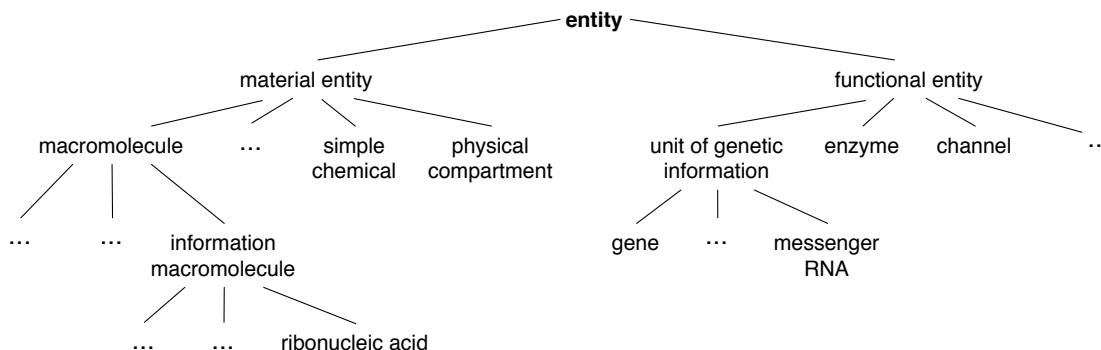 entity
material entity
functional entity
macromolecule
...
simple
chemical
physical
compartment
unit of genetic
information
enzyme
channel
..
...
...
information
macromolecule
gene
...
messenger
RNA
...
...
ribonucleic acid